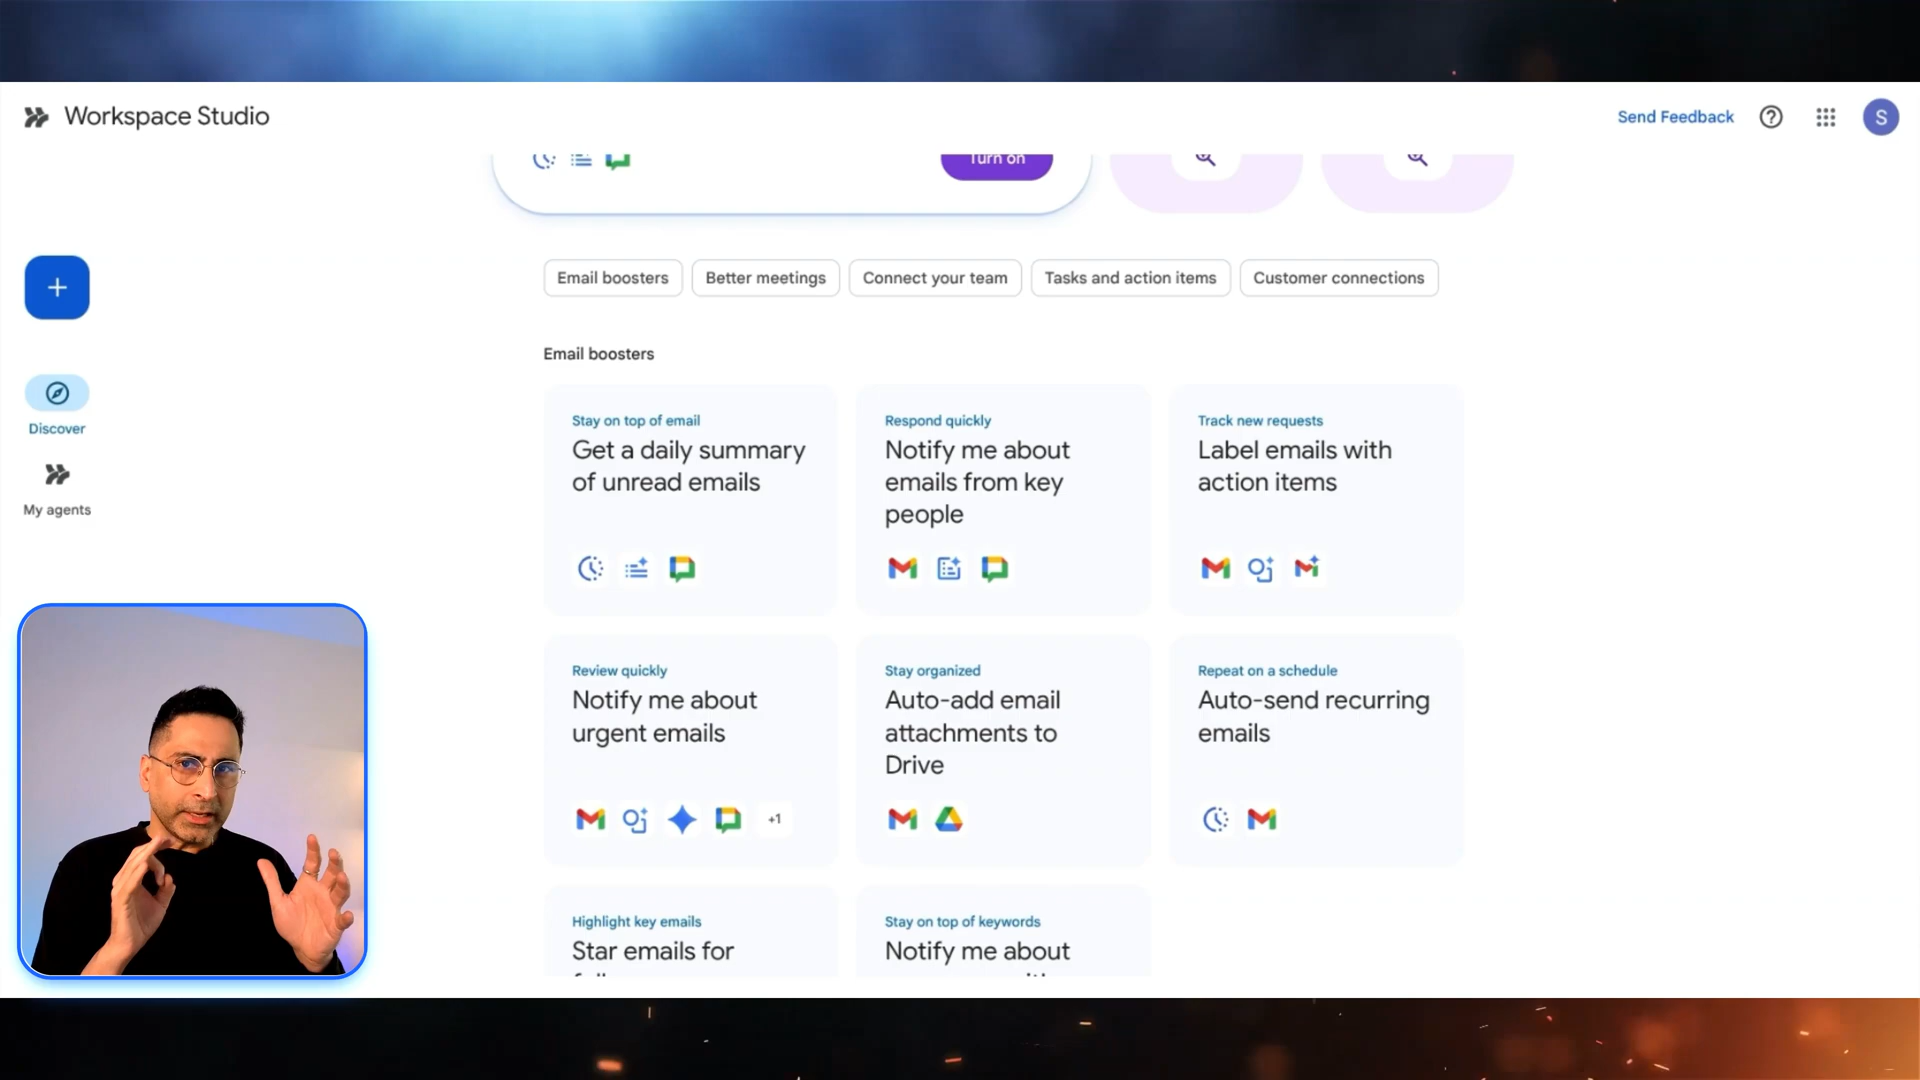 Workspace Studio
Send Feedback
S
Turn on
Email boosters
Better meetings
Connect your team
Tasks and action items
Customer connections
Email boosters
Discover
My agents
Stay on top of email
Get a daily summary
of unread emails
Respond quickly
Notify me about
emails from key
people
Track new requests
Label emails with
action items
Review quickly
Notify me about
urgent emails
+1
Stay organized
Auto-add email
attachments to
Drive
Repeat on a schedule
Auto-send recurring
emails
Highlight key emails
Star emails for
Stay on top of keywords
Notify me about